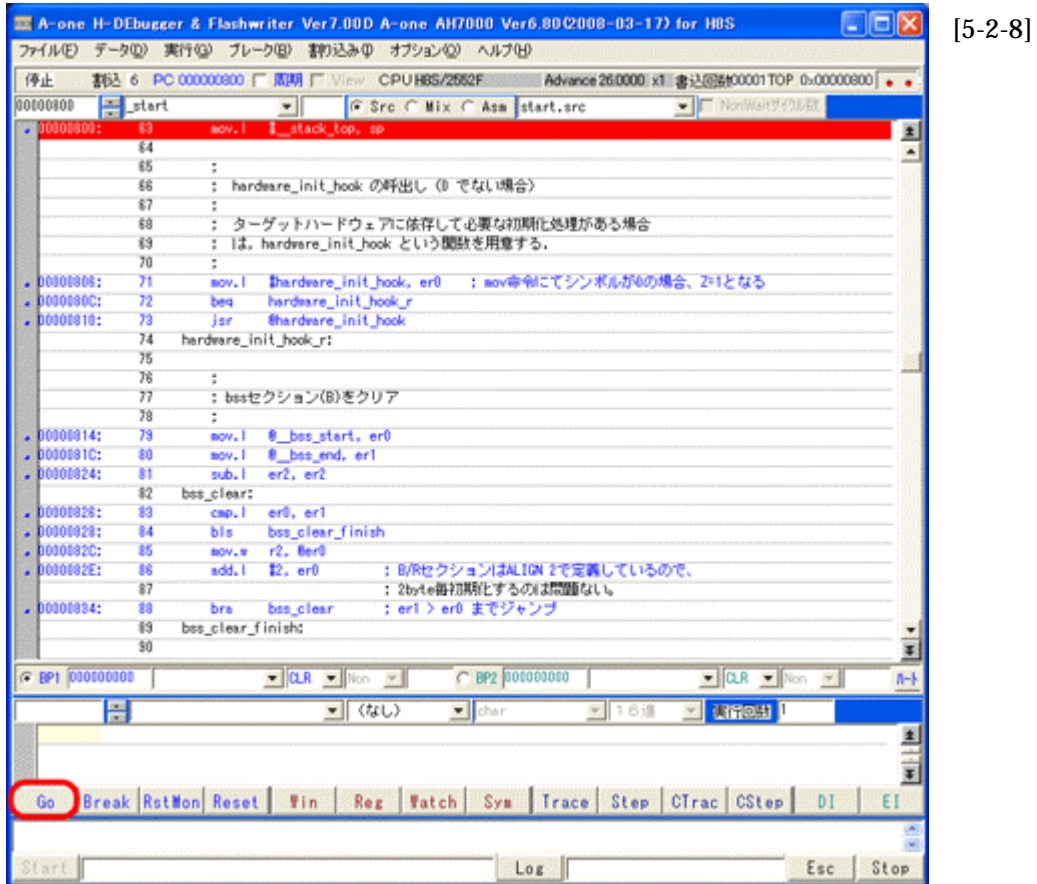 A-one H-DEbugger & Flashwriter Ver7.00D A-one AH7000 Ver6.80(2008-03-17) for H8S
[5-2-8]
ファイル(F) データ(D) 実行(G) ブレーク(B) 割り込み(I) オプション(O) ヘルプ(H)
停止 割込 6 PC 000000800 周期 View CPU H8S/2552F Advance 26.0000 x1 書込回数00001 TOP 0x00000800
00000800 _start Src Mix Asm start.src NonWaitサイクル数
00000800: 63 mov.l #__stack_top, sp
64
65 ;
66 ; hardware_init_hook の呼出し（0 でない場合）
67 ;
68 ; ターゲットハードウェアに依存して必要な初期化処理がある場合
69 ; は，hardware_init_hook という関数を用意する．
70 ;
00000806: 71 mov.l #hardware_init_hook, er0 ; mov命令にてシンボルが0の場合、Z=1となる
0000080C: 72 beq hardware_init_hook_r
00000810: 73 jsr @hardware_init_hook
74 hardware_init_hook_r:
75
76 ;
77 ; bssセクション(B)をクリア
78 ;
00000814: 79 mov.l @__bss_start, er0
0000081C: 80 mov.l @__bss_end, er1
00000824: 81 sub.l er2, er2
82 bss_clear:
00000826: 83 cmp.l er0, er1
00000828: 84 bls bss_clear_finish
0000082C: 85 mov.w r2, @er0
0000082E: 86 add.l #2, er0 ; B/RセクションはALIGN 2で定義しているので、
87 ; 2byte毎初期化するのは問題ない。
00000834: 88 bra bss_clear ; er1 > er0 までジャンプ
89 bss_clear_finish:
90
BP1 000000000 CLR Non BP2 000000000 CLR Non ハート
(なし) char 16進 実行回数 1
Go Break RstMon Reset Win Reg Watch Sym Trace Step CTrac CStep DI EI
Start Log Esc Stop